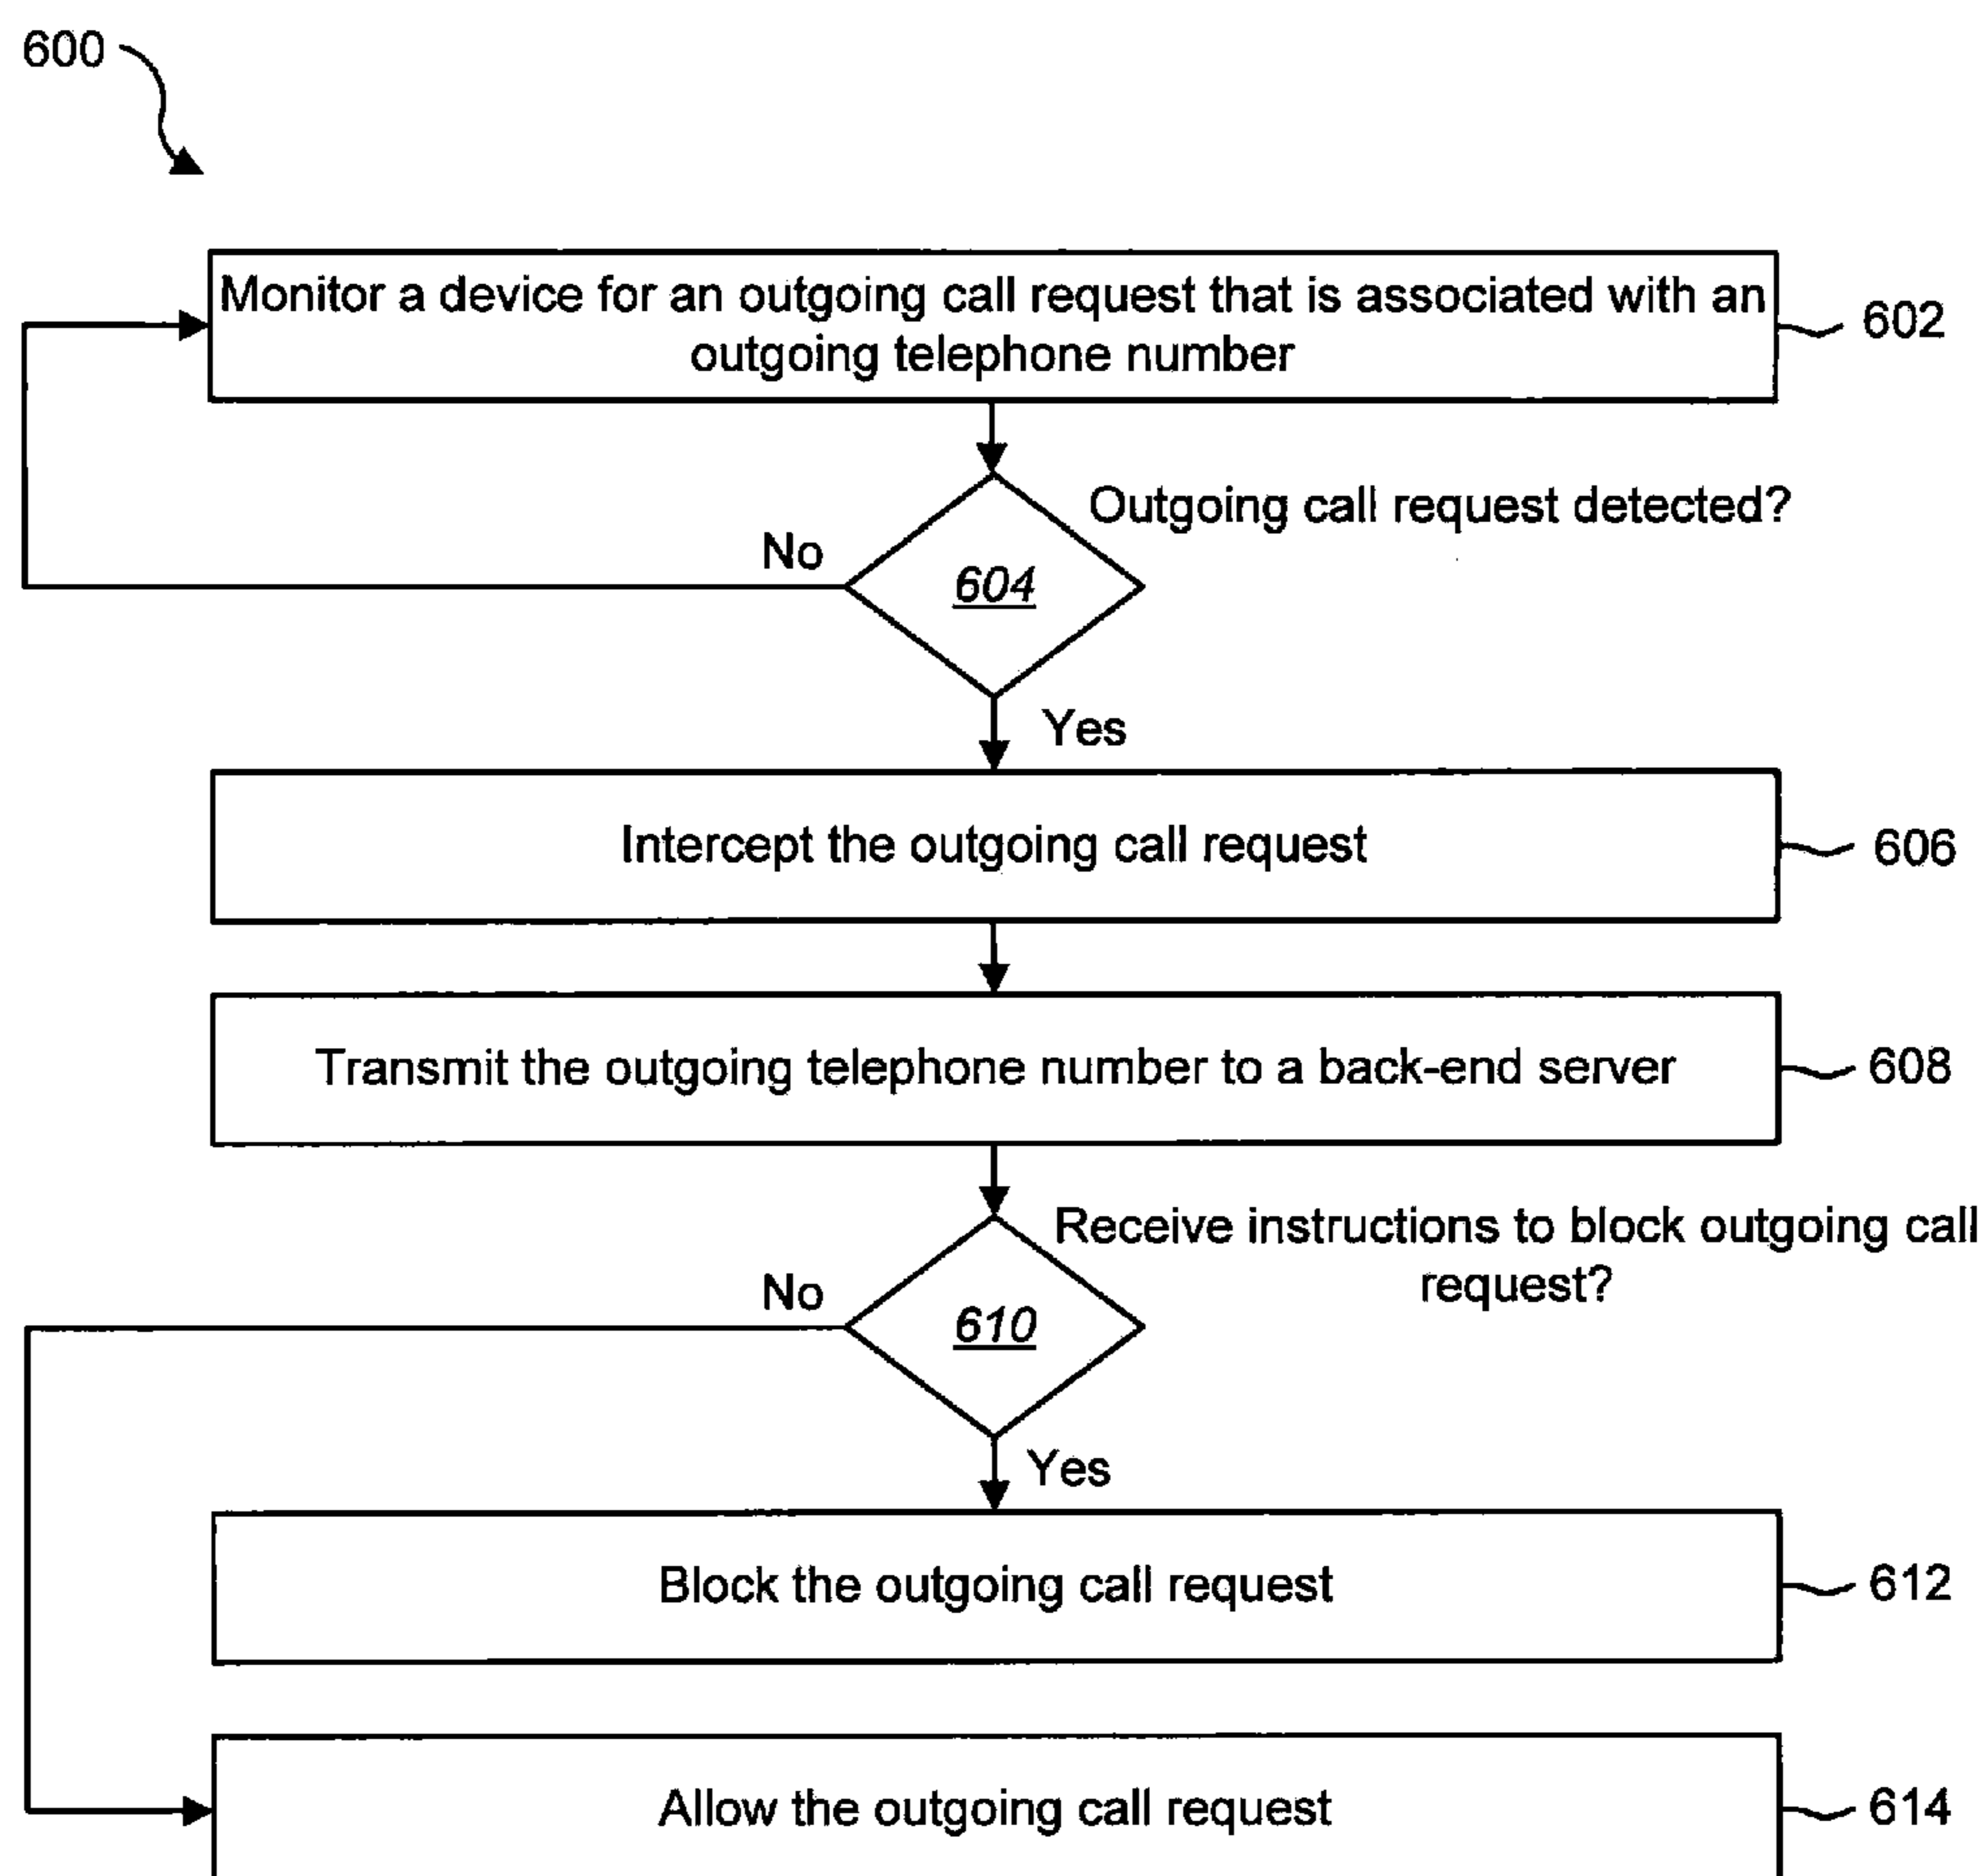 600
Monitor a device for an outgoing call request that is associated with an
outgoing telephone number
602
Outgoing call request detected?
No
604
Yes
Intercept the outgoing call request
606
Transmit the outgoing telephone number to a back-end server
608
Receive instructions to block outgoing call
request?
No
610
Yes
Block the outgoing call request
612
Allow the outgoing call request
614